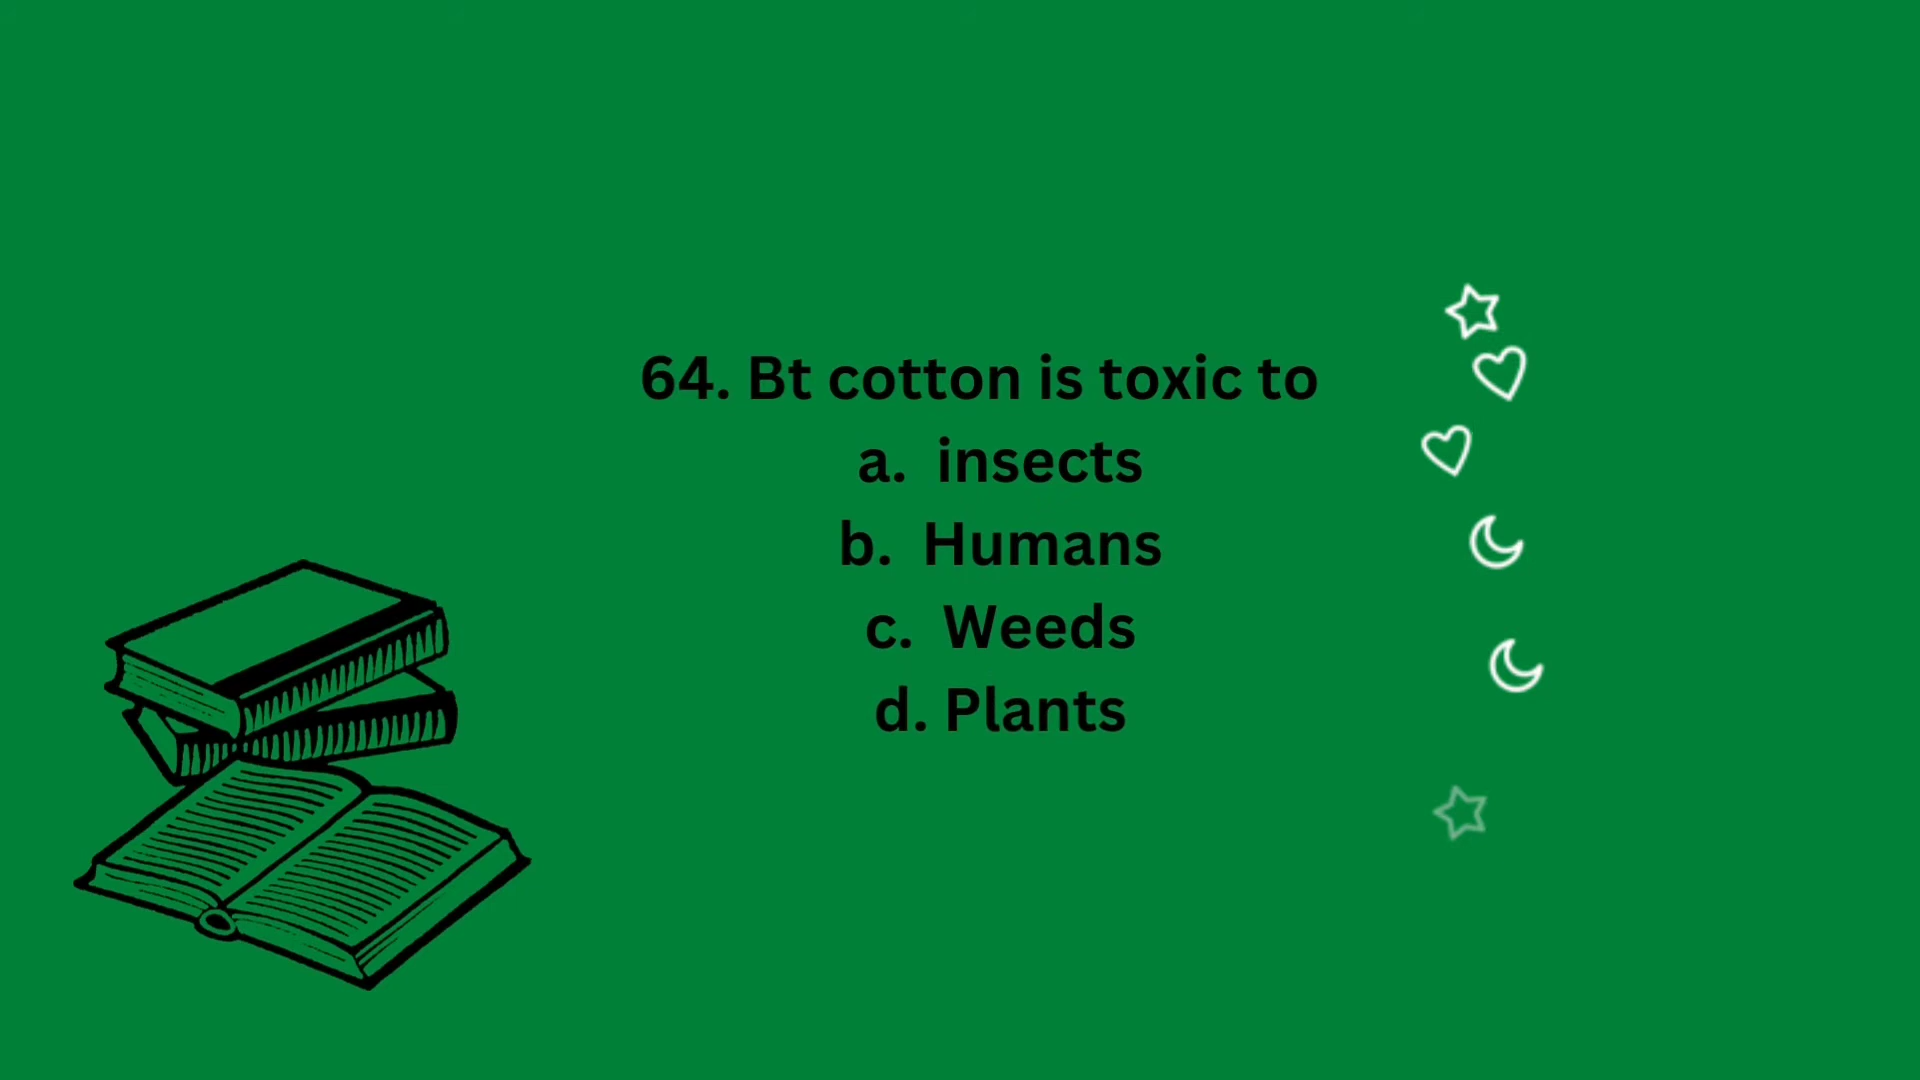 64. Bt cotton is toxic to
a. insects
b. Humans
c. Weeds
d. Plants